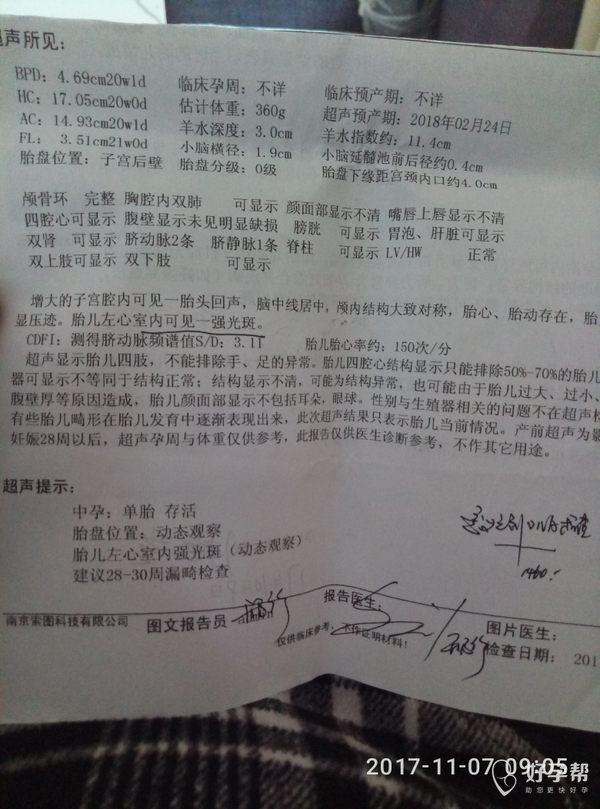 超声所见：
BPD: 4.69cm20w1d 临床孕周：不详 临床预产期：不详
HC: 17.05cm20w0d 估计体重：360g 超声预产期：2018年02月24日
AC: 14.93cm20w1d 羊水深度：3.0cm 羊水指数约：11.4cm
FL: 3.51cm21w0d 小脑横径：1.9cm 小脑延髓池前后径约0.4cm
胎盘位置：子宫后壁 胎盘分级：0级 胎盘下缘距宫颈内口约4.0cm
颅骨环 完整 胸腔内双肺 可显示 颜面部显示不清 嘴唇上唇显示不清
四腔心可显示 腹壁显示未见明显缺损 膀胱 可显示 胃泡、肝脏可显示
双肾 可显示 脐动脉2条 脐静脉1条 脊柱 可显示 LV/HW 正常
双上肢可显示 双下肢 可显示
增大的子宫腔内可见一胎头回声，脑中线居中，颅内结构大致对称，胎心、胎动存在，胎
显压迹。胎儿左心室内可见一强光斑。
CDFI: 测得脐动脉频谱值S/D: 3.11 胎儿胎心率约：150次/分
超声显示胎儿四肢，不能排除手、足的异常。胎儿四腔心结构显示只能排除50%-70%的胎儿
器可显示不等同于结构正常；结构显示不清，可能为结构异常，也可能由于胎儿过大、过小、
腹壁厚等原因造成，胎儿颜面部显示不包括耳朵，眼球。性别与生殖器相关的问题不在超声检
有些胎儿畸形在胎儿发育中逐渐表现出来，此次超声结果只表示胎儿当前情况。产前超声为影
妊娠28周以后，超声孕周与体重仅供参考，此报告仅供医生诊断参考，不作其它用途。
超声提示：
中孕：单胎 存活
胎盘位置：动态观察
胎儿左心室内强光斑（动态观察）
建议28-30周漏畸检查
南京索图科技有限公司 图文报告员 报告医生： 图片医生：
仅供临床参考，不作证明材料！
检查日期： 201
2017-11-07 09:05
好孕帮
助您更快好孕